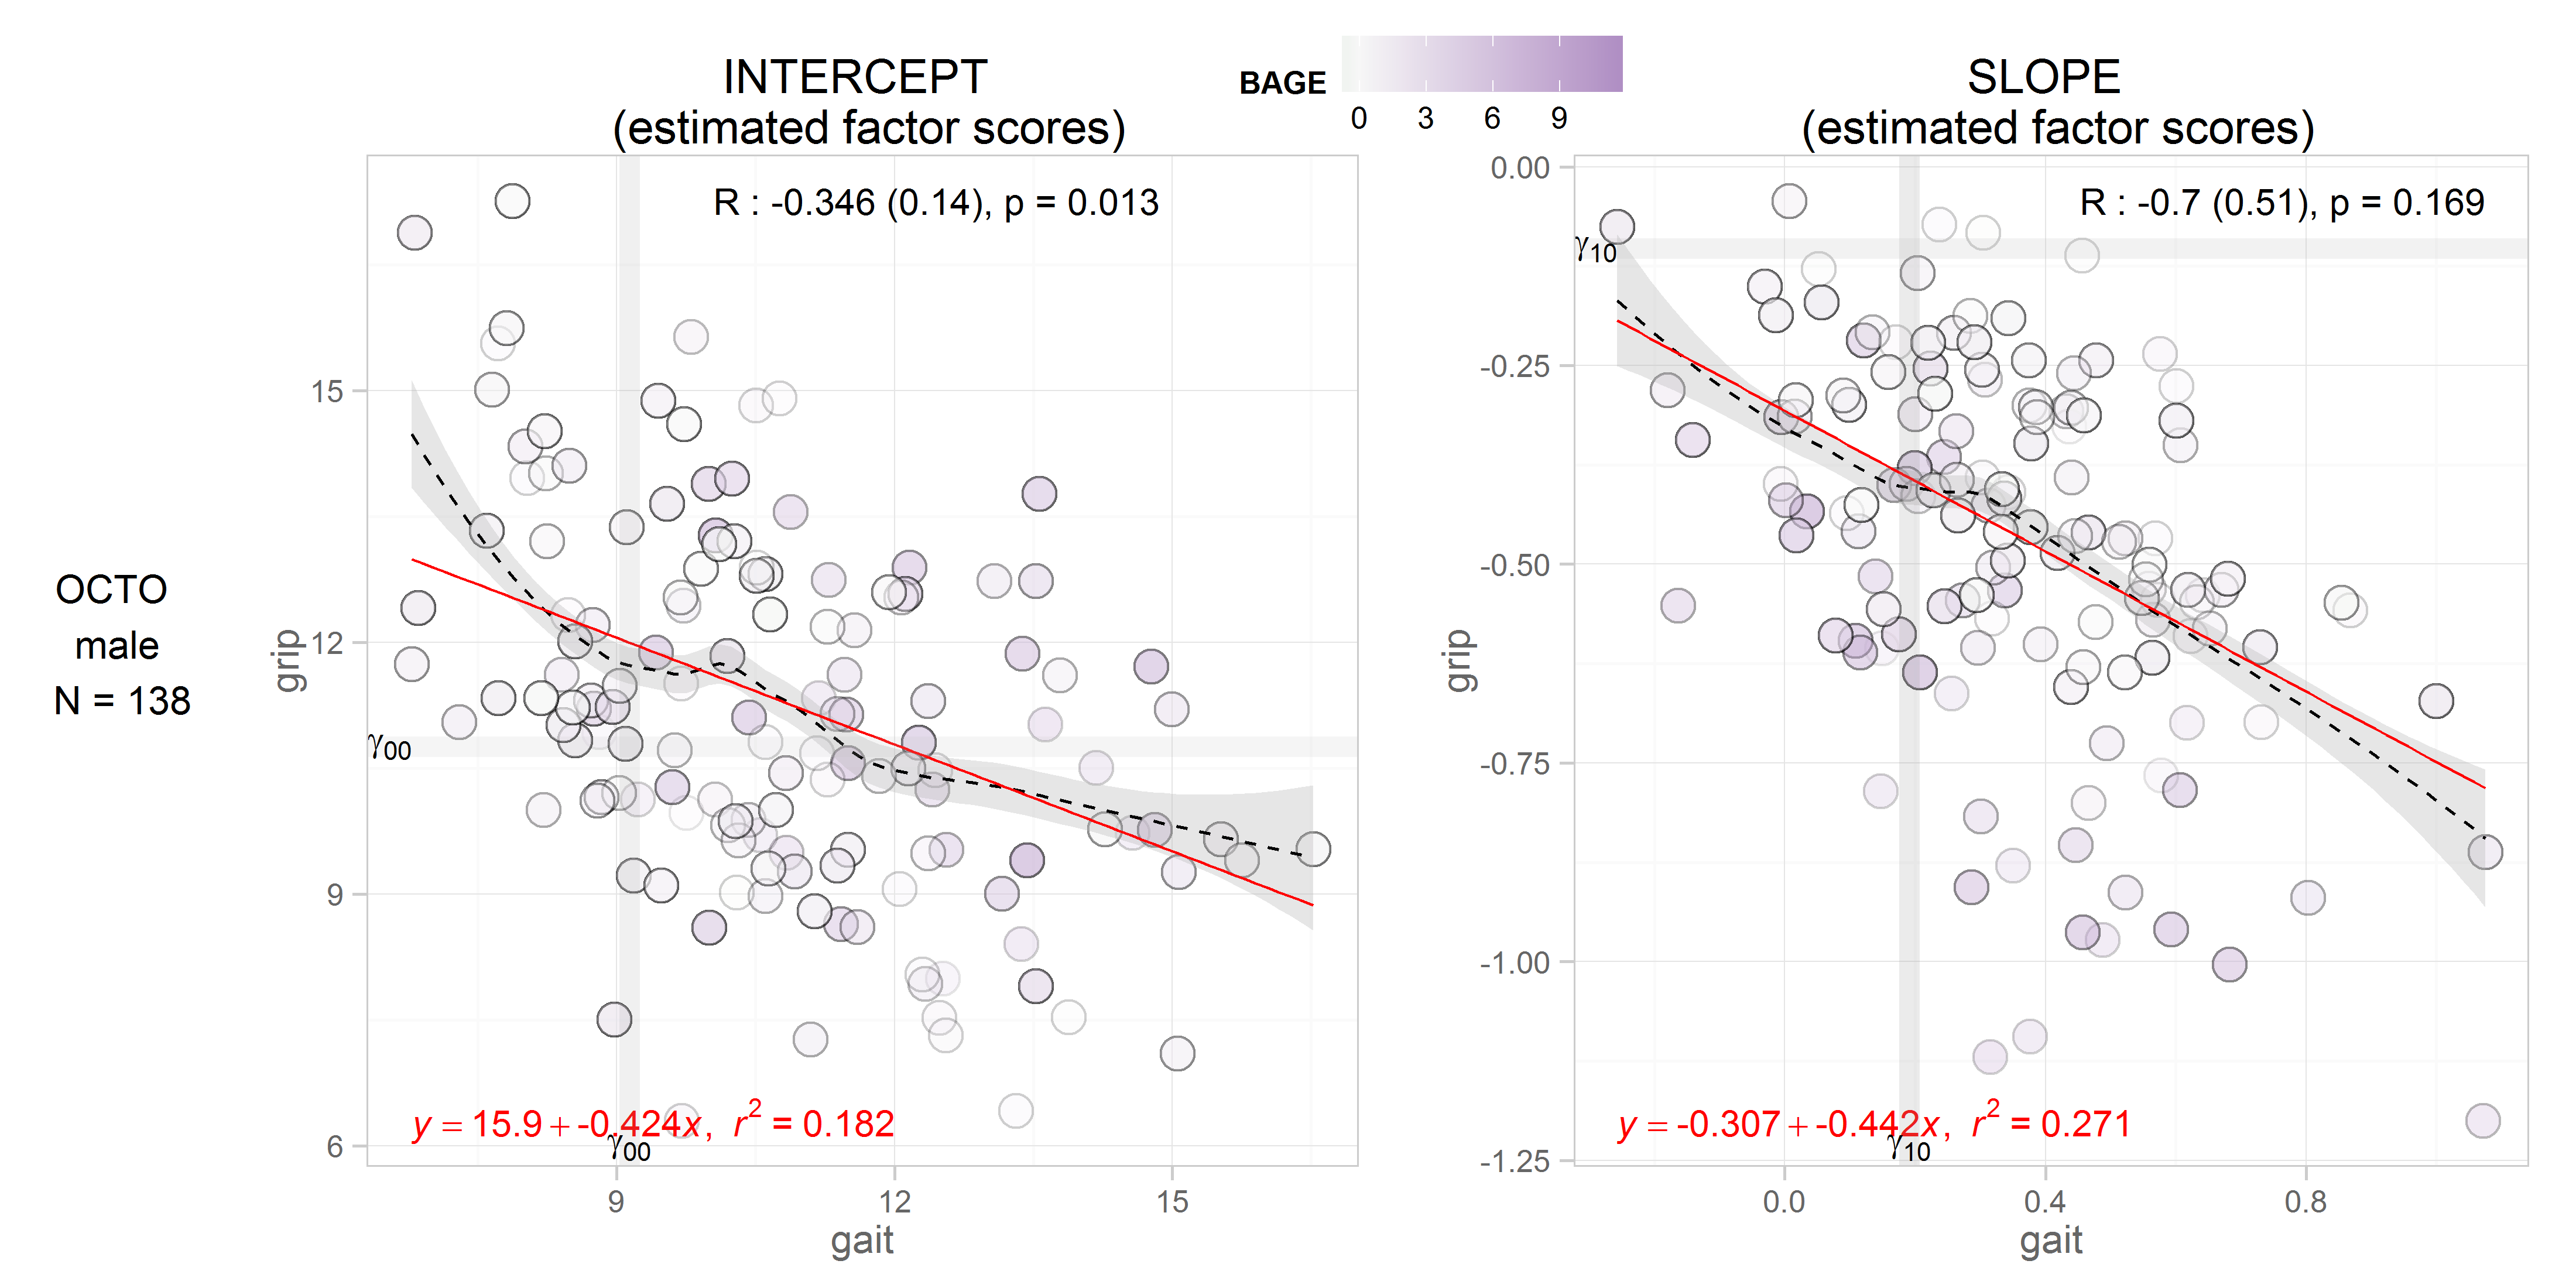 INTERCEPT
(estimated factor scores)
BAGE
0 3 6 9
SLOPE
(estimated factor scores)
OCTO
male
N = 138
R : -0.346 (0.14), p = 0.013
15
12
9
6
grip
γ00
y = 15.9 + -0.424x, r² = 0.182
γ00
9 12 15
gait
R : -0.7 (0.51), p = 0.169
0.00
-0.25
-0.50
-0.75
-1.00
-1.25
grip
γ10
y = -0.307 + -0.442x, r² = 0.271
γ10
0.0 0.4 0.8
gait